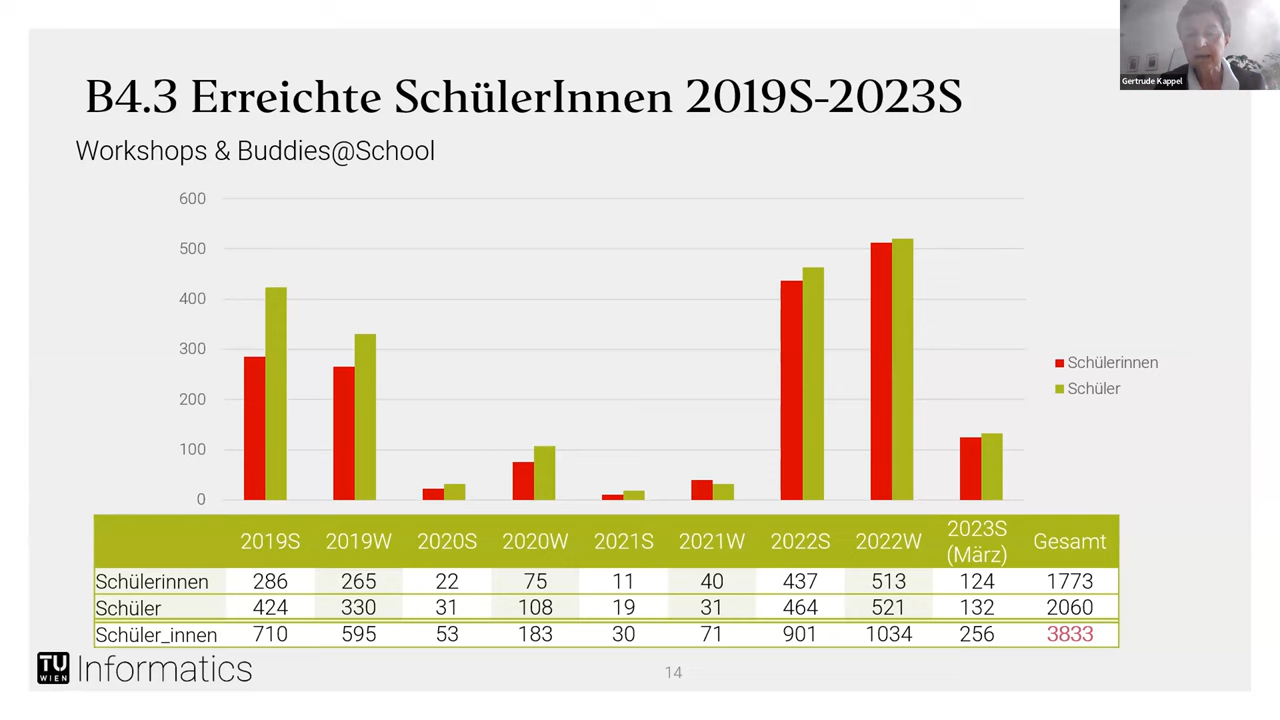 Gertrude Kappel
B4.3 Erreichte SchülerInnen 2019S-2023S
Workshops & Buddies@School
600
500
400
300
200
100
0
Schülerinnen
Schüler
2019S 2019W 2020S 2020W 2021S 2021W 2022S 2022W 2023S (März) Gesamt
Schülerinnen 286 265 22 75 11 40 437 513 124 1773
Schüler 424 330 31 108 19 31 464 521 132 2060
Schüler_innen 710 595 53 183 30 71 901 1034 256 3833
TU WIEN Informatics
14